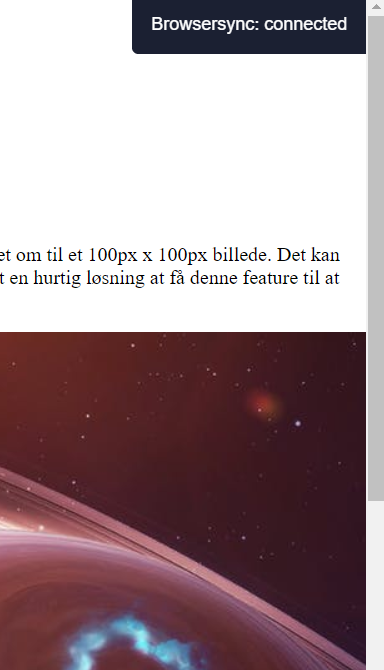 Browsersync: connected
et om til et 100px x 100px billede. Det kan
t en hurtig løsning at få denne feature til at